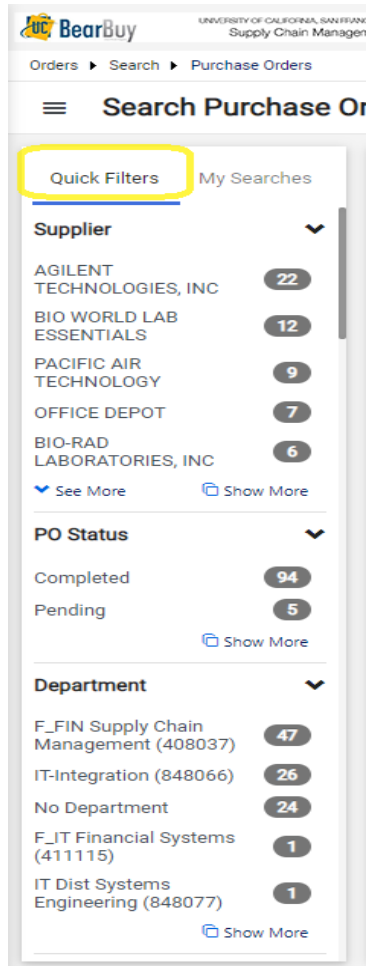 UC BearBuy
UNIVERSITY OF CALIFORNIA, SAN FRAN
Supply Chain Manage
Orders Search Purchase Orders
Search Purchase Or
Quick Filters My Searches
Supplier
AGILENT 22
TECHNOLOGIES, INC
BIO WORLD LAB 12
ESSENTIALS
PACIFIC AIR 9
TECHNOLOGY
OFFICE DEPOT 7
BIO-RAD 6
LABORATORIES, INC
See More Show More
PO Status
Completed 94
Pending 5
Show More
Department
F_FIN Supply Chain 47
Management (408037)
IT-Integration (848066) 26
No Department 24
F_IT Financial Systems 1
(411115)
IT Dist Systems 1
Engineering (848077)
Show More